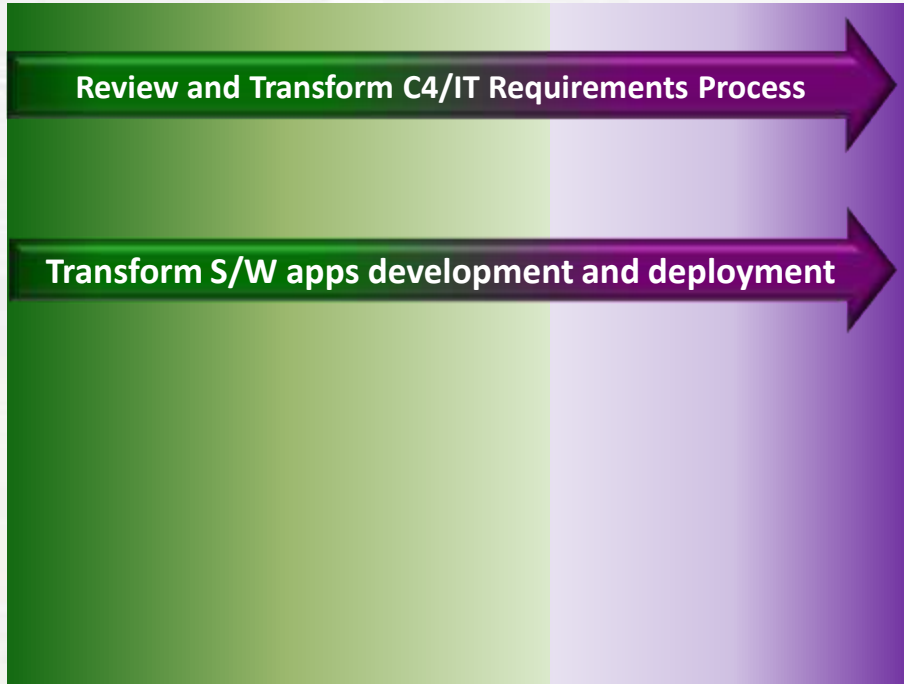 Review and Transform C4/IT Requirements Process
Transform S/W apps development and deployment